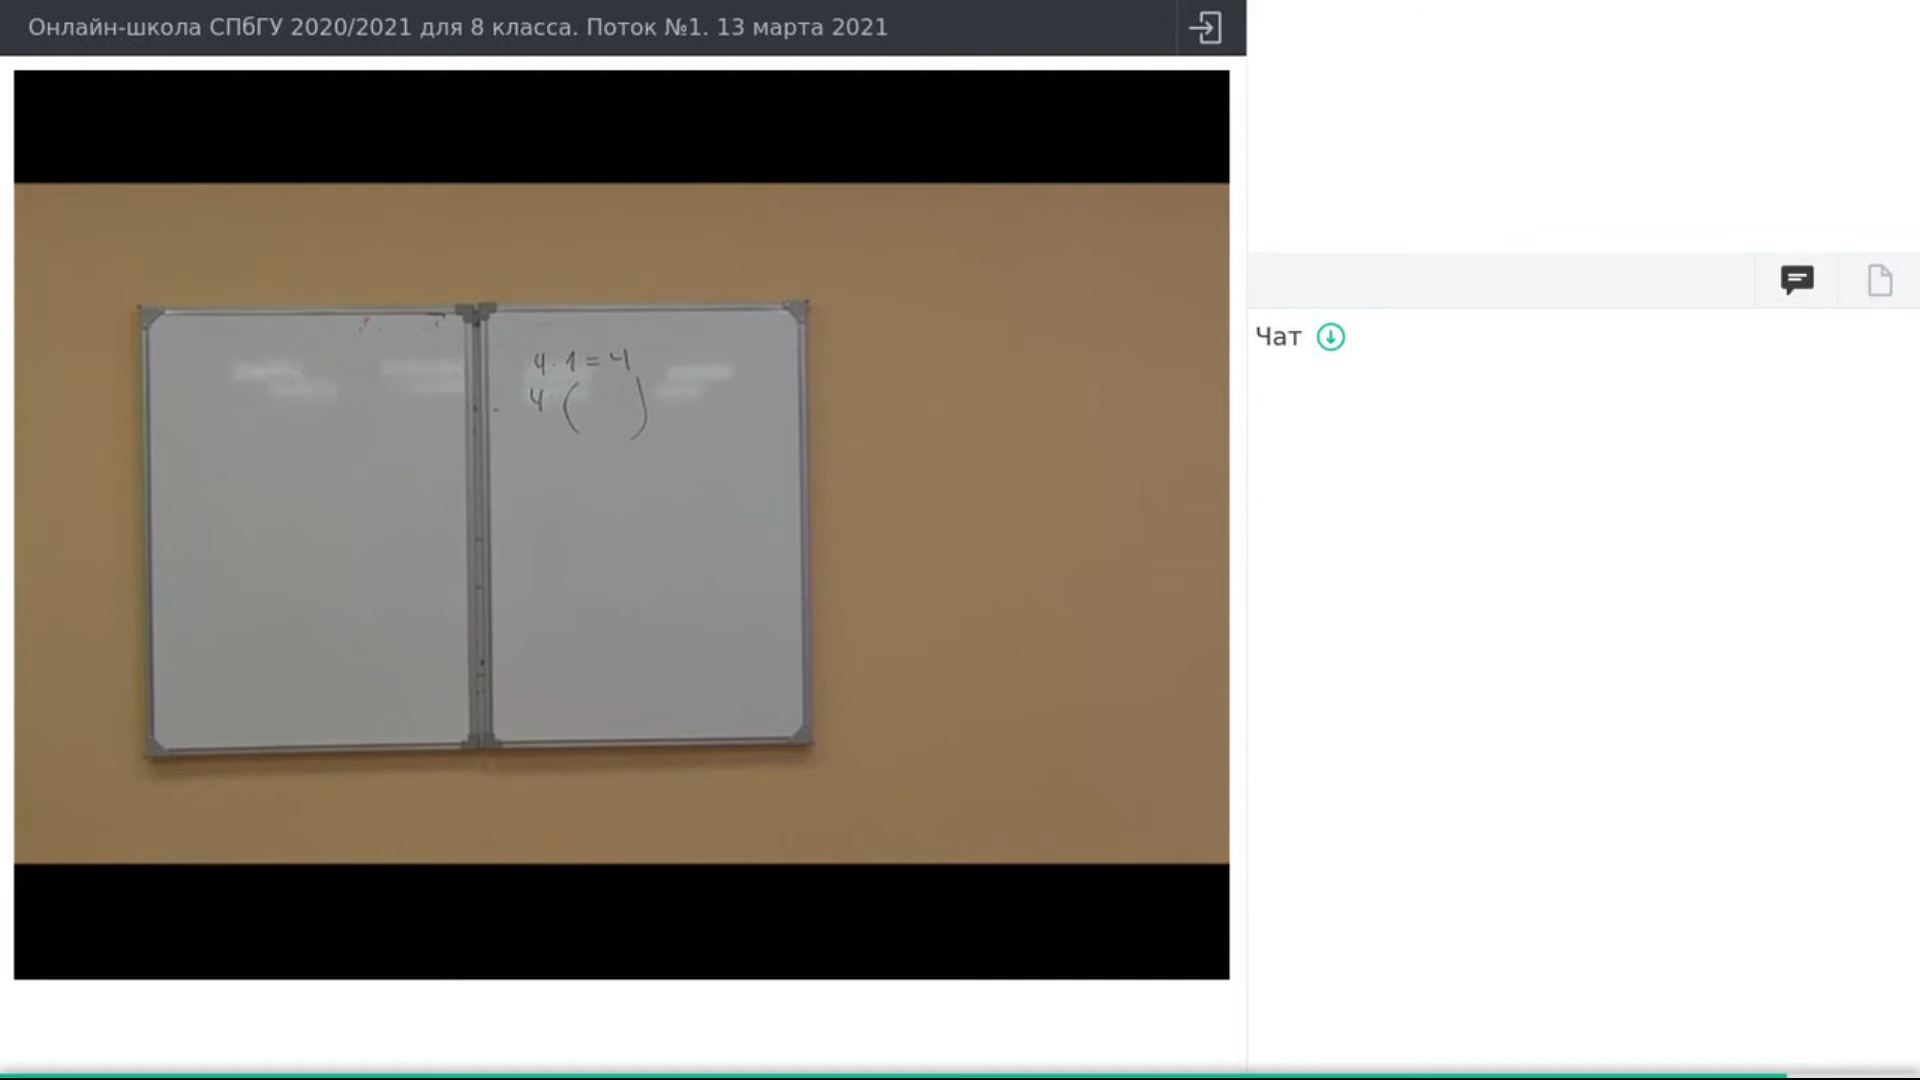 Онлайн-школа СПбГУ 2020/2021 для 8 класса. Поток №1. 13 марта 2021
Чат
4 · 1 = 4
4 ( )